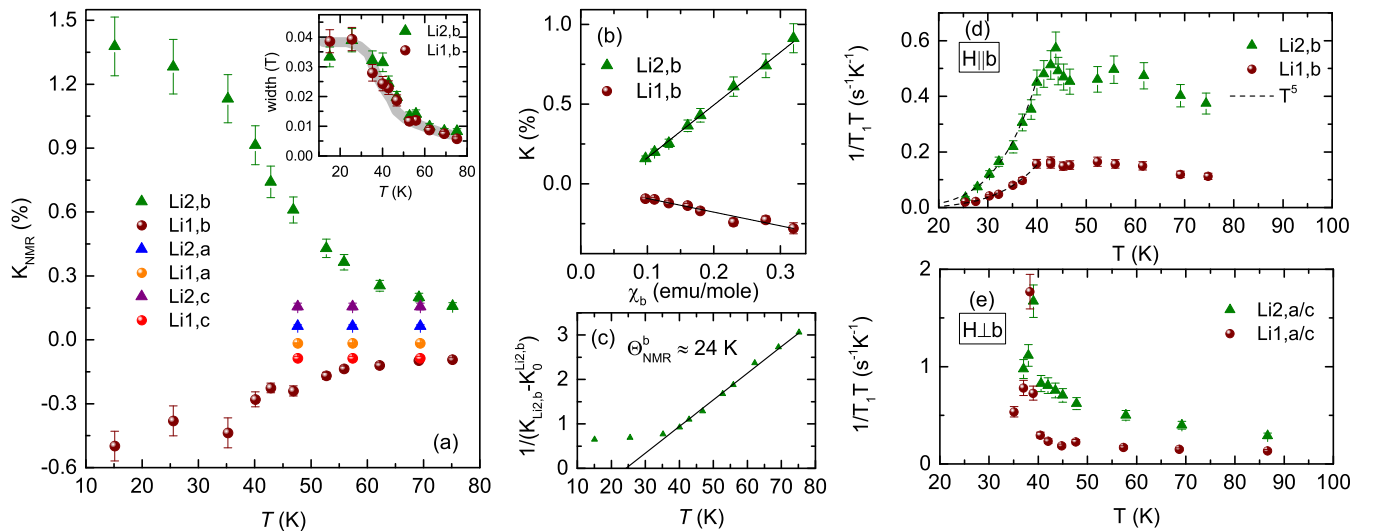 1.5
1.2
0.9
0.6
0.3
0.0
-0.3
-0.6
K_NMR (%)
Li2,b
Li1,b
Li2,a
Li1,a
Li2,c
Li1,c
(a)
10 20 30 40 50 60 70 80
T (K)
0.04
0.03
0.02
0.01
0.00
width (T)
Li2,b
Li1,b
20 40 60 80
T (K)
(b)
1.0
0.5
0.0
K (%)
Li2,b
Li1,b
0.0 0.1 0.2 0.3
χ_b (emu/mole)
(c)
Θ^b_NMR ≈ 24 K
3
2
1
0
1/(K_Li2,b-K_0^Li2,b)
10 20 30 40 50 60 70 80
T (K)
(d)
H||b
0.6
0.4
0.2
0.0
1/T₁T (s⁻¹K⁻¹)
Li2,b
Li1,b
T⁵
20 30 40 50 60 70 80 90 100
T (K)
(e)
H⊥b
2
1
0
1/T₁T (s⁻¹K⁻¹)
Li2,a/c
Li1,a/c
20 30 40 50 60 70 80 90 100
T (K)